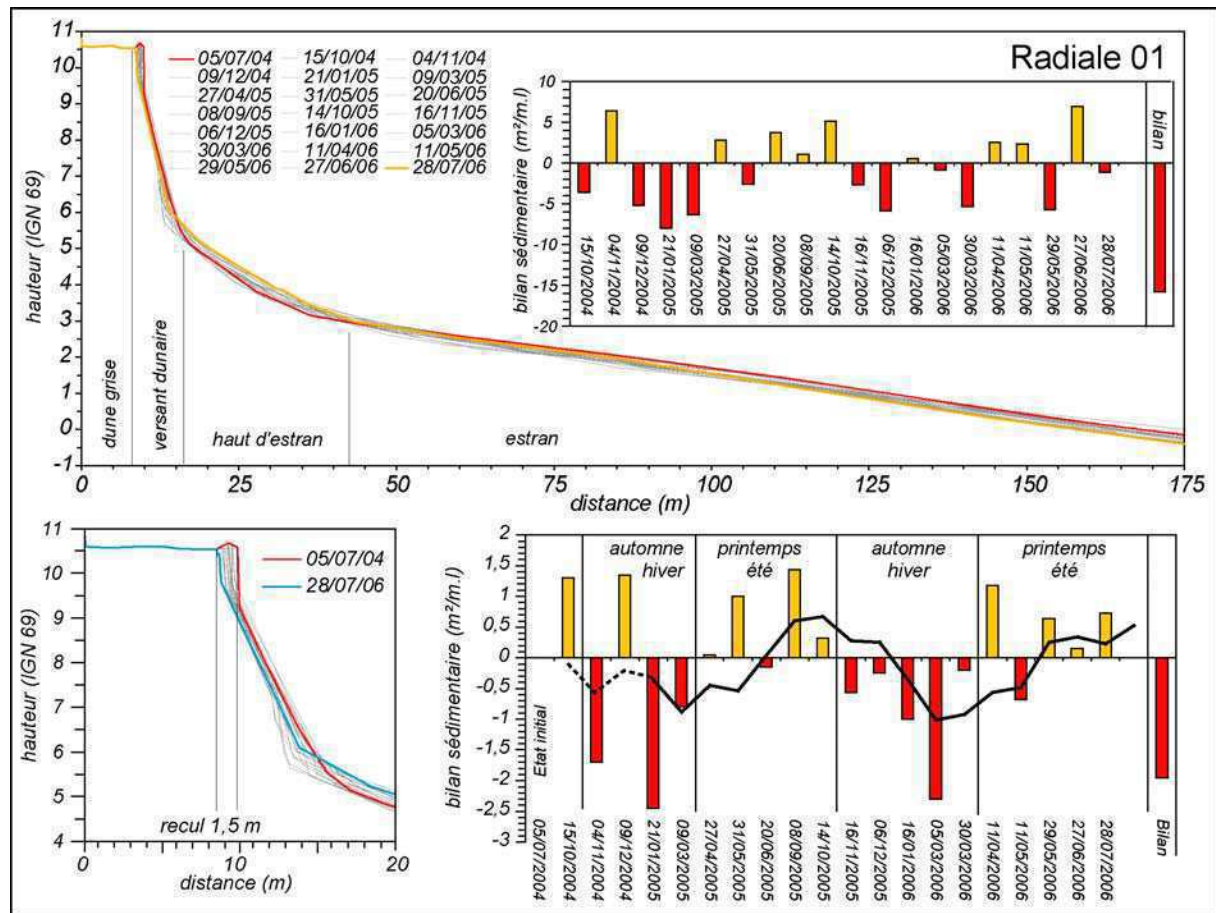 Radiale 01
hauteur (IGN 69)
11
10
9
8
7
6
5
4
3
2
1
0
-1
05/07/04 15/10/04 04/11/04
09/12/04 21/01/05 09/03/05
27/04/05 31/05/05 20/06/05
08/09/05 14/10/05 16/11/05
06/12/05 16/01/06 05/03/06
30/03/06 11/04/06 11/05/06
29/05/06 27/06/06 28/07/06
dune grise
versant dunaire
haut d'estran
estran
0 25 50 75 100 125 150 175
distance (m)
bilan sédimentaire (m²/m.l)
10
5
0
-5
-10
-15
-20
15/10/2004
04/11/2004
09/12/2004
21/01/2005
09/03/2005
27/04/2005
31/05/2005
20/06/2005
08/09/2005
14/10/2005
16/11/2005
06/12/2005
16/01/2006
05/03/2006
30/03/2006
11/04/2006
11/05/2006
29/05/2006
27/06/2006
28/07/2006
bilan
hauteur (IGN 69)
11
10
9
8
7
6
5
4
05/07/04
28/07/06
recul 1,5 m
0 10 20
distance (m)
bilan sédimentaire (m²/m.l)
2
1,5
1
0,5
0
-0,5
-1
-1,5
-2
-2,5
-3
automne hiver
printemps été
automne hiver
printemps été
Etat initial
05/07/2004
15/10/2004
04/11/2004
09/12/2004
21/01/2005
09/03/2005
27/04/2005
31/05/2005
20/06/2005
08/09/2005
14/10/2005
16/11/2005
06/12/2005
16/01/2006
05/03/2006
30/03/2006
11/04/2006
11/05/2006
29/05/2006
27/06/2006
28/07/2006
Bilan